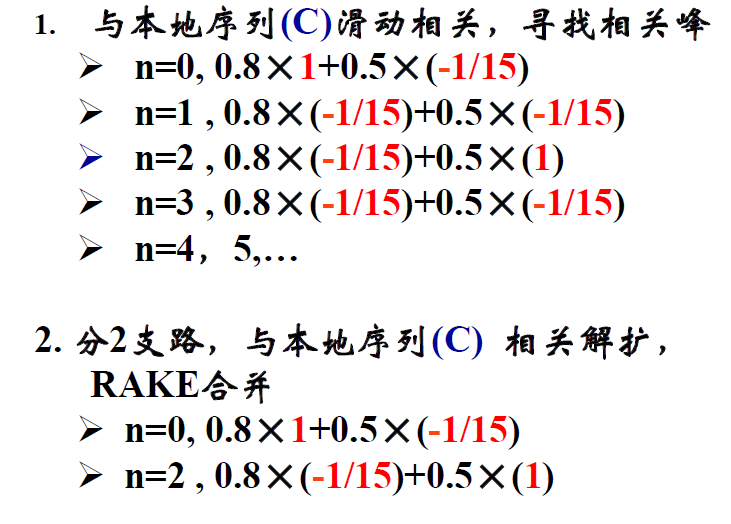 1. 与本地序列(C)滑动相关，寻找相关峰
➢ n=0, 0.8×1+0.5×(-1/15)
➢ n=1 , 0.8×(-1/15)+0.5×(-1/15)
➢ n=2 , 0.8×(-1/15)+0.5×(1)
➢ n=3 , 0.8×(-1/15)+0.5×(-1/15)
➢ n=4，5,…
2. 分2支路，与本地序列(C) 相关解扩，
RAKE合并
➢ n=0, 0.8×1+0.5×(-1/15)
➢ n=2 , 0.8×(-1/15)+0.5×(1)